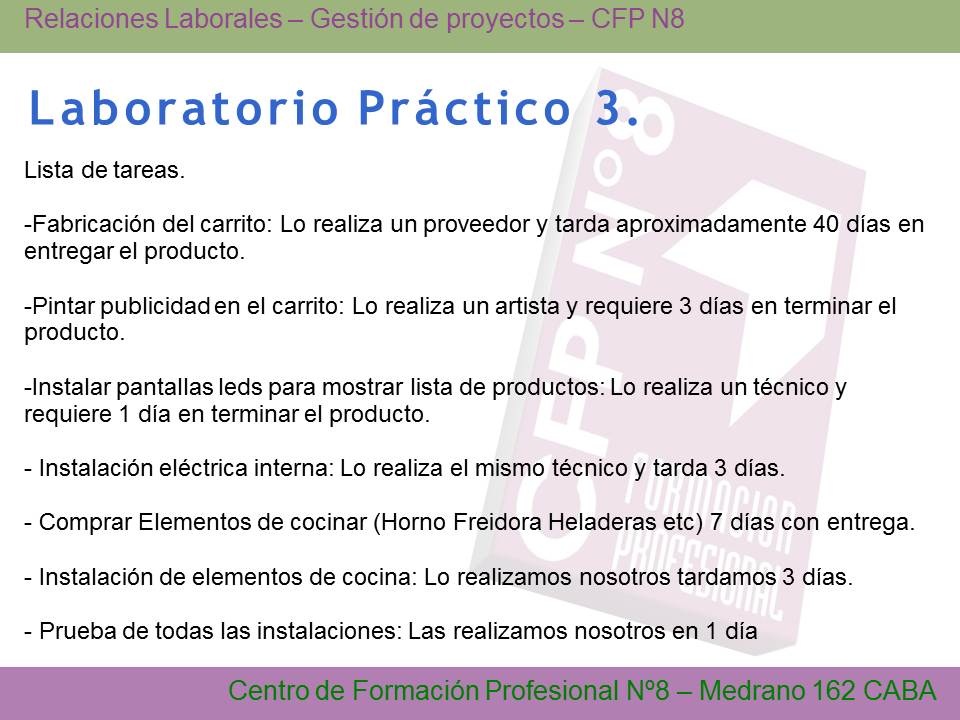 Relaciones Laborales – Gestión de proyectos – CFP N8
Laboratorio Práctico 3.
Lista de tareas.
-Fabricación del carrito: Lo realiza un proveedor y tarda aproximadamente 40 días en
entregar el producto.
-Pintar publicidad en el carrito: Lo realiza un artista y requiere 3 días en terminar el
producto.
-Instalar pantallas leds para mostrar lista de productos: Lo realiza un técnico y
requiere 1 día en terminar el producto.
- Instalación eléctrica interna: Lo realiza el mismo técnico y tarda 3 días.
- Comprar Elementos de cocinar (Horno Freidora Heladeras etc) 7 días con entrega.
- Instalación de elementos de cocina: Lo realizamos nosotros tardamos 3 días.
- Prueba de todas las instalaciones: Las realizamos nosotros en 1 día
CFP N°8
FORMACION
PROFESIONAL
Centro de Formación Profesional Nº8 – Medrano 162 CABA